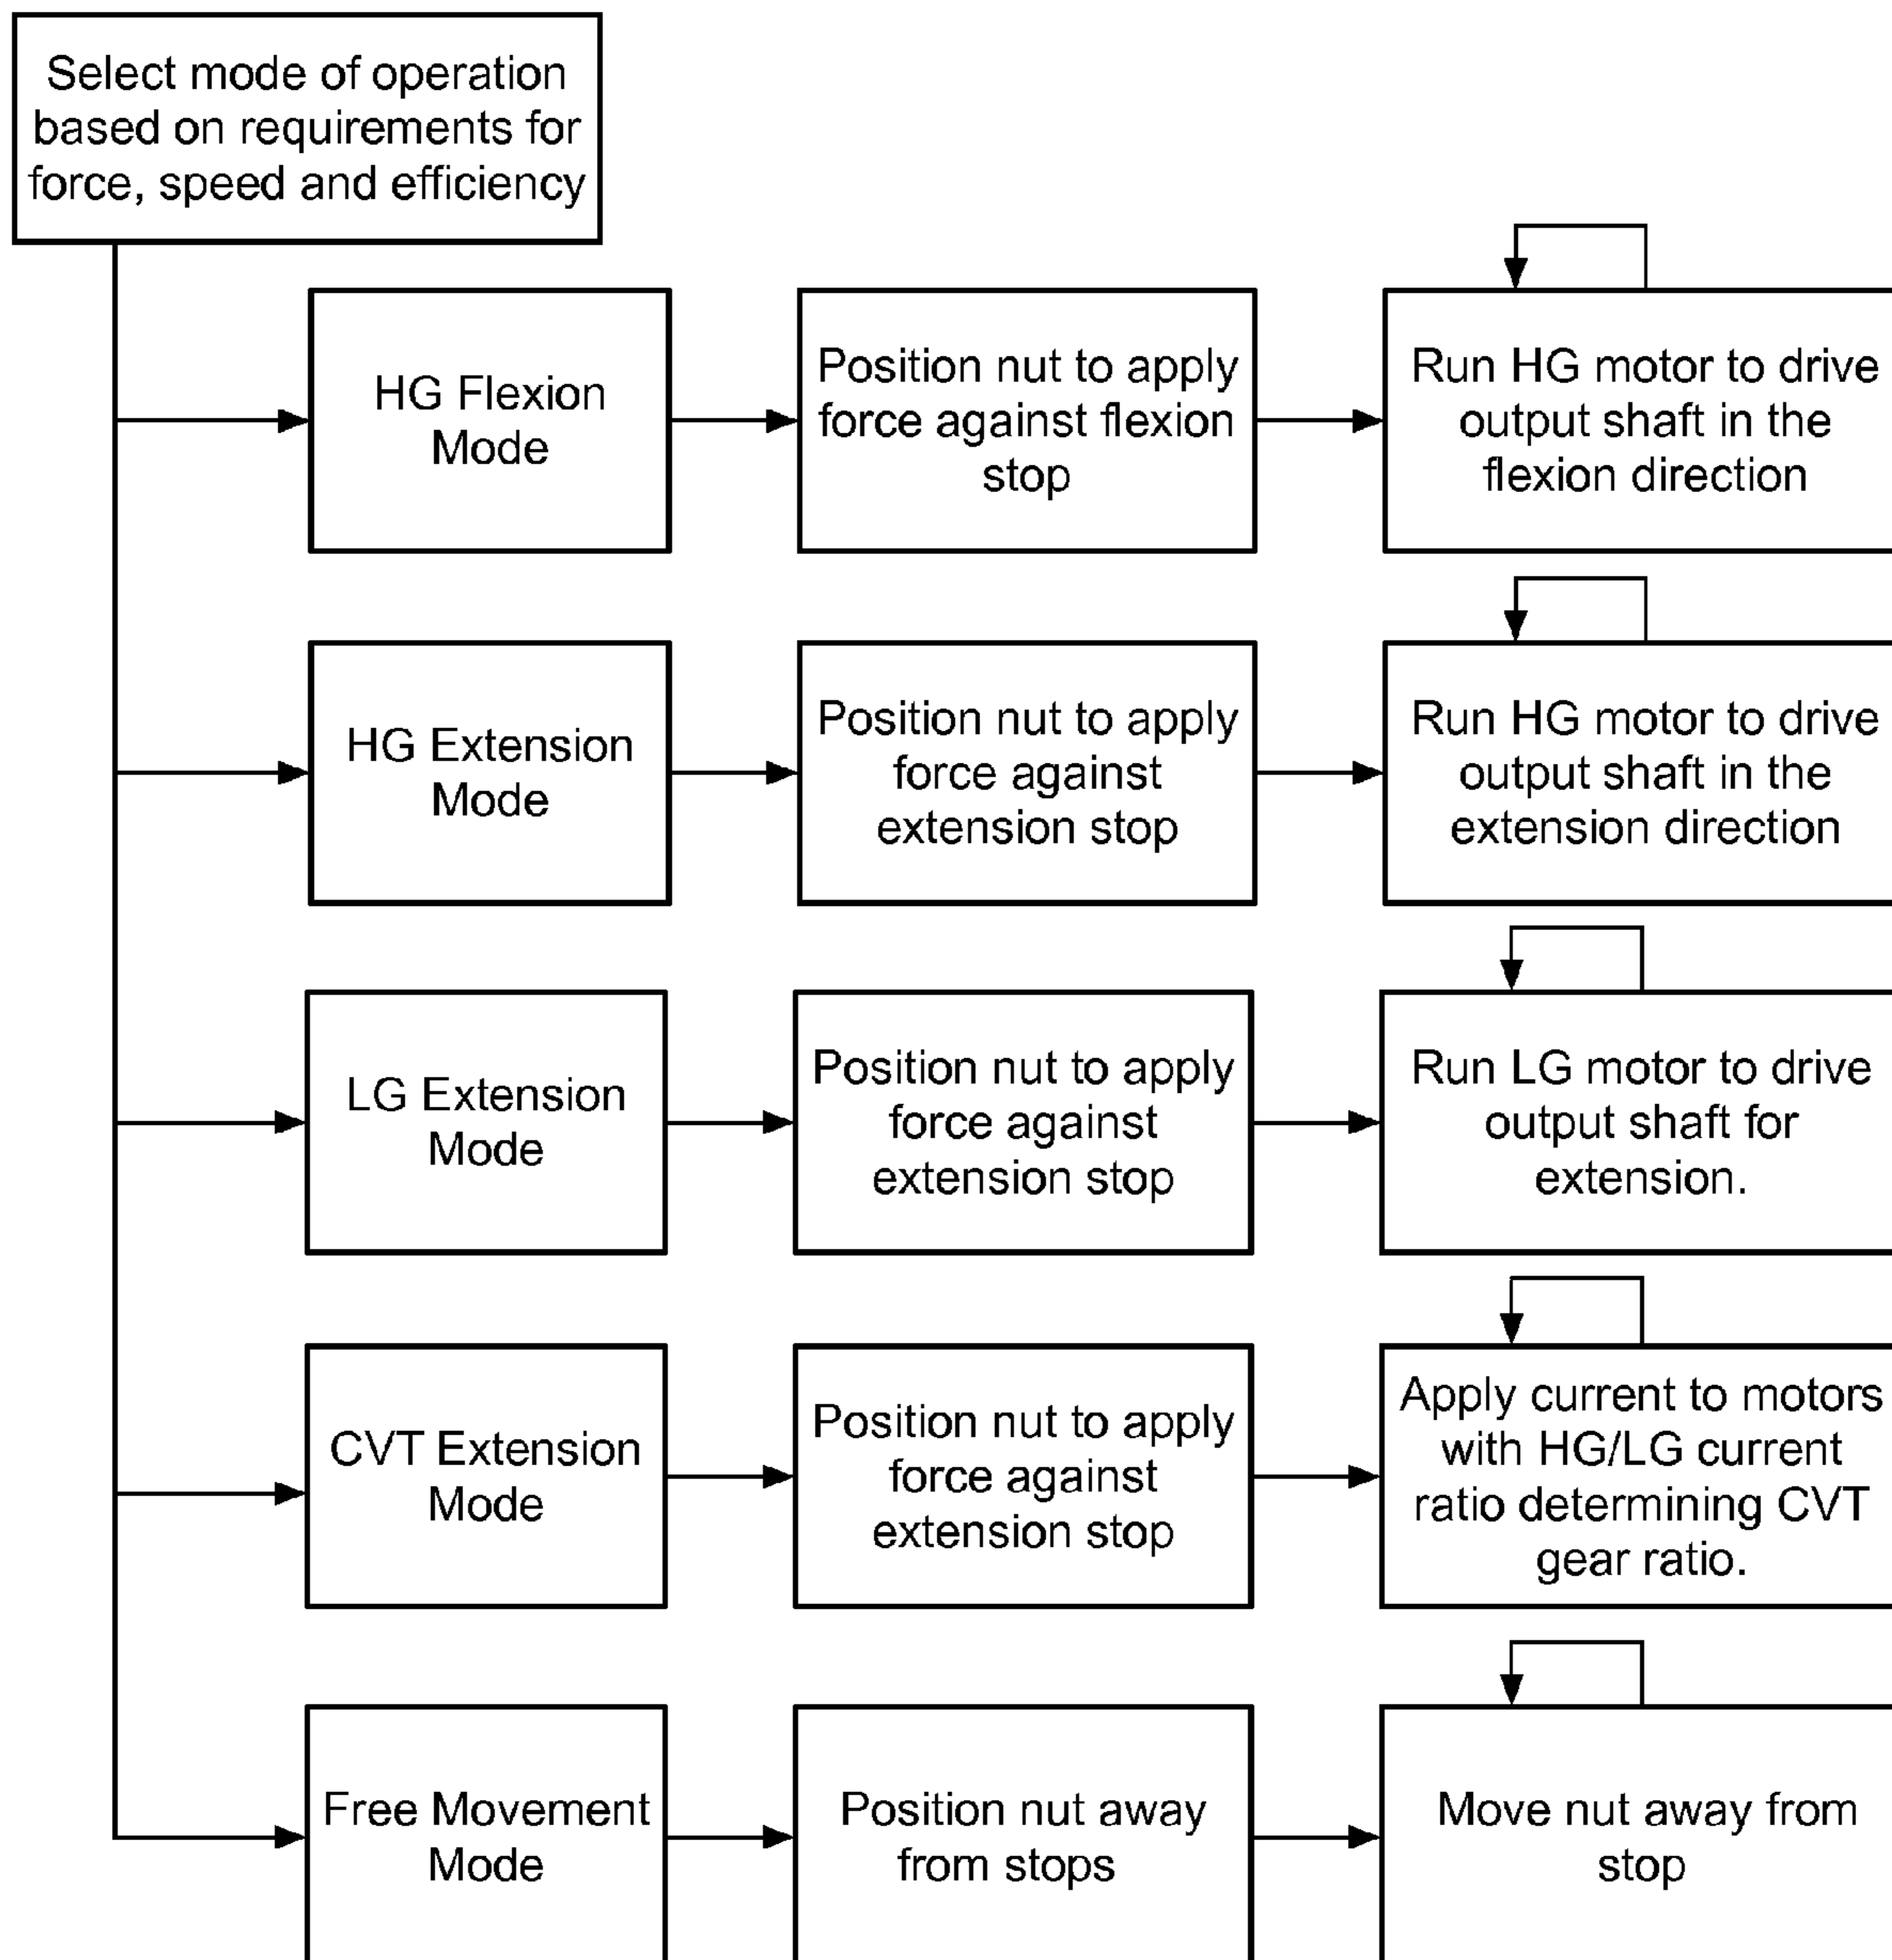 Select mode of operation
based on requirements for
force, speed and efficiency
HG Flexion
Mode
Position nut to apply
force against flexion
stop
Run HG motor to drive
output shaft in the
flexion direction
HG Extension
Mode
Position nut to apply
force against
extension stop
Run HG motor to drive
output shaft in the
extension direction
LG Extension
Mode
Position nut to apply
force against
extension stop
Run LG motor to drive
output shaft for
extension.
CVT Extension
Mode
Position nut to apply
force against
extension stop
Apply current to motors
with HG/LG current
ratio determining CVT
gear ratio.
Free Movement
Mode
Position nut away
from stops
Move nut away from
stop